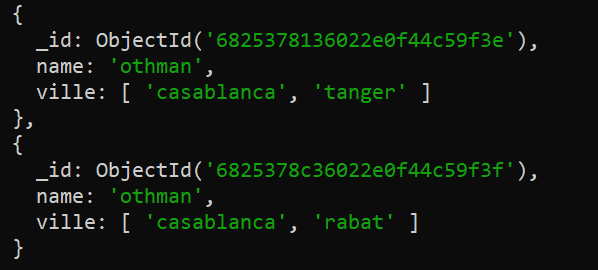 {
  _id: ObjectId('6825378136022e0f44c59f3e'),
  name: 'othman',
  ville: [ 'casablanca', 'tanger' ]
},
{
  _id: ObjectId('6825378c36022e0f44c59f3f'),
  name: 'othman',
  ville: [ 'casablanca', 'rabat' ]
}